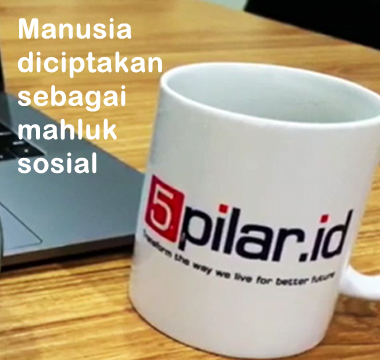 Manusia
diciptakan
sebagai
mahluk
sosial
5pilar.id
Transform the way we live for better future